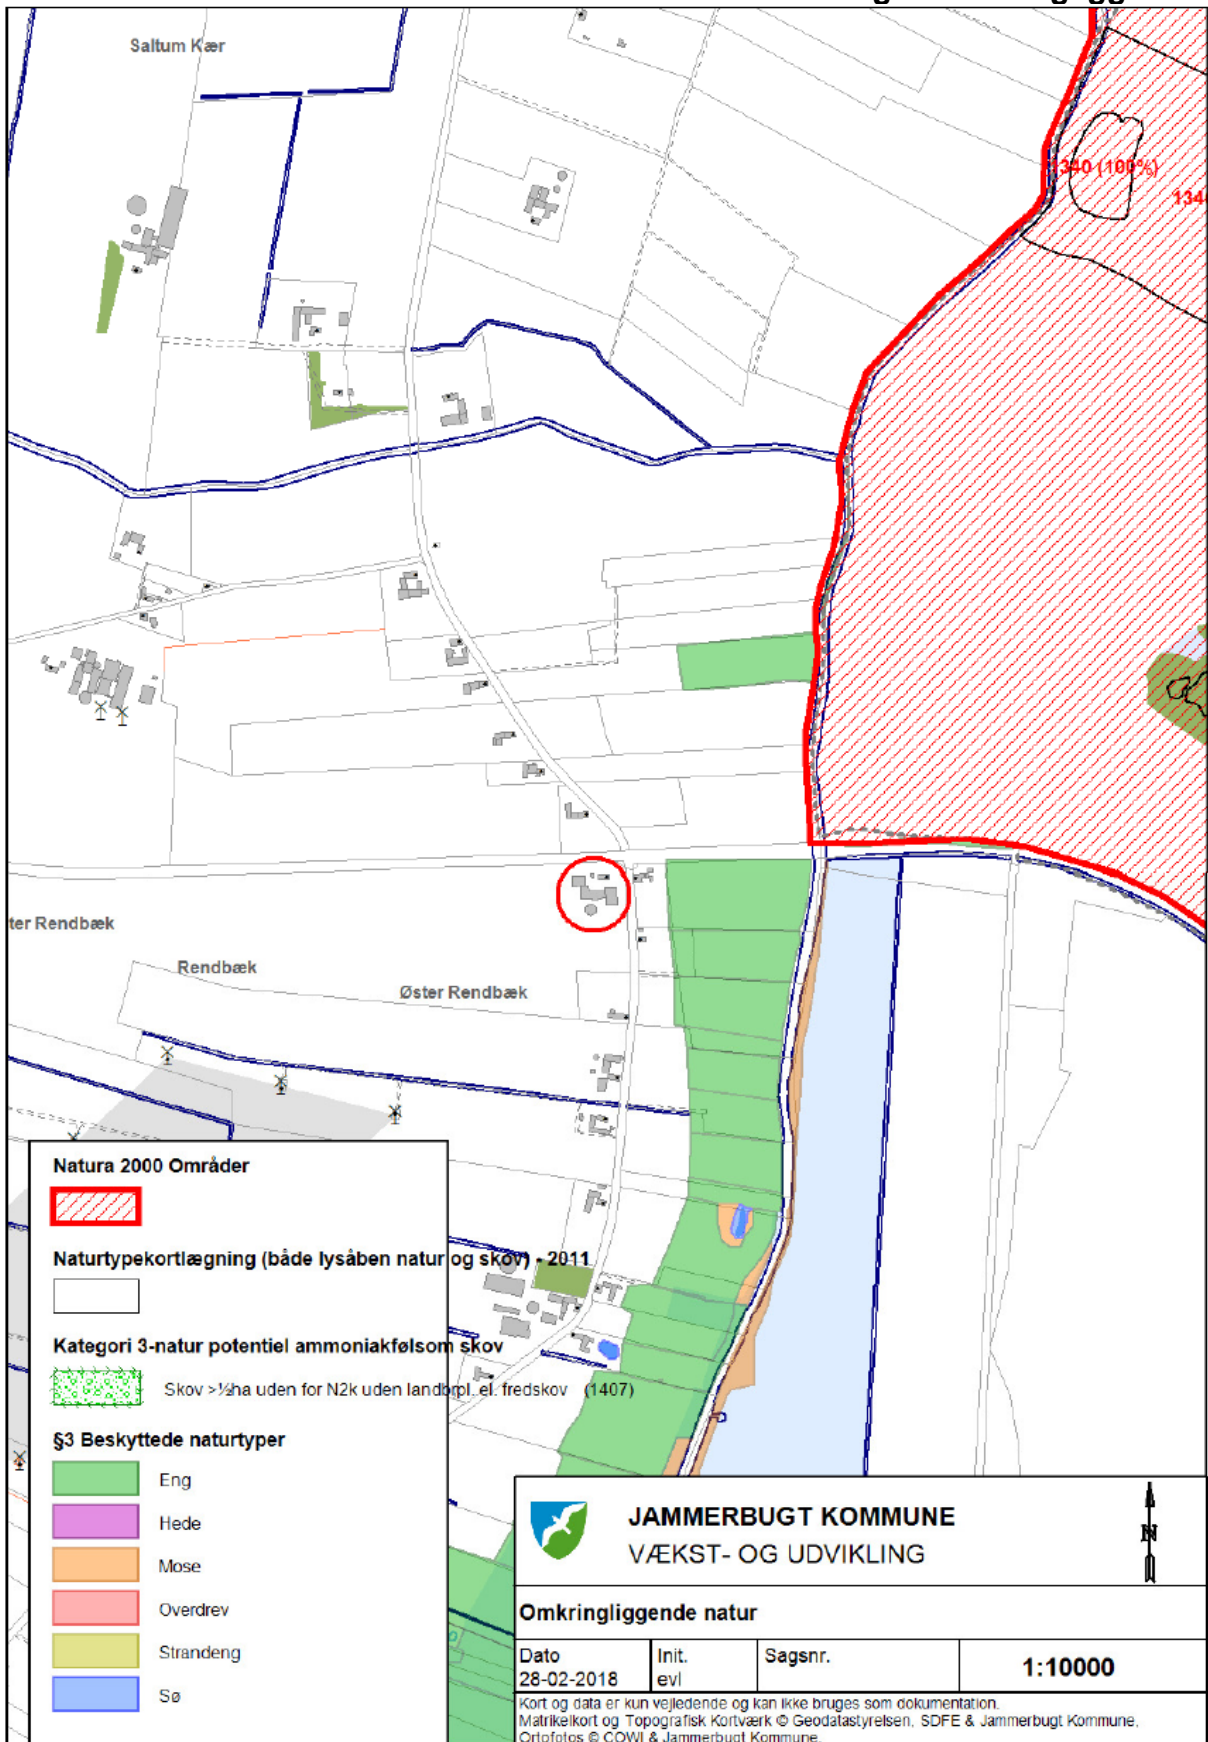 Saltum Kær
1340 (100%)
134
ter Rendbæk
Rendbæk
Øster Rendbæk
Natura 2000 Områder
Naturtypekortlægning (både lysåben natur og skov) - 2011
Kategori 3-natur potentiel ammoniakfølsom skov
Skov >½ha uden for N2k uden landbrpl. el. fredskov (1407)
§3 Beskyttede naturtyper
Eng
Hede
Mose
Overdrev
Strandeng
Sø
JAMMERBUGT KOMMUNE
VÆKST- OG UDVIKLING
N
Omkringliggende natur
Dato
28-02-2018
Init.
evl
Sagsnr.
1:10000
Kort og data er kun vejledende og kan ikke bruges som dokumentation.
Matrikelkort og Topografisk Kortværk © Geodatastyrelsen, SDFE & Jammerbugt Kommune,
Ortofotos © COWI & Jammerbugt Kommune.